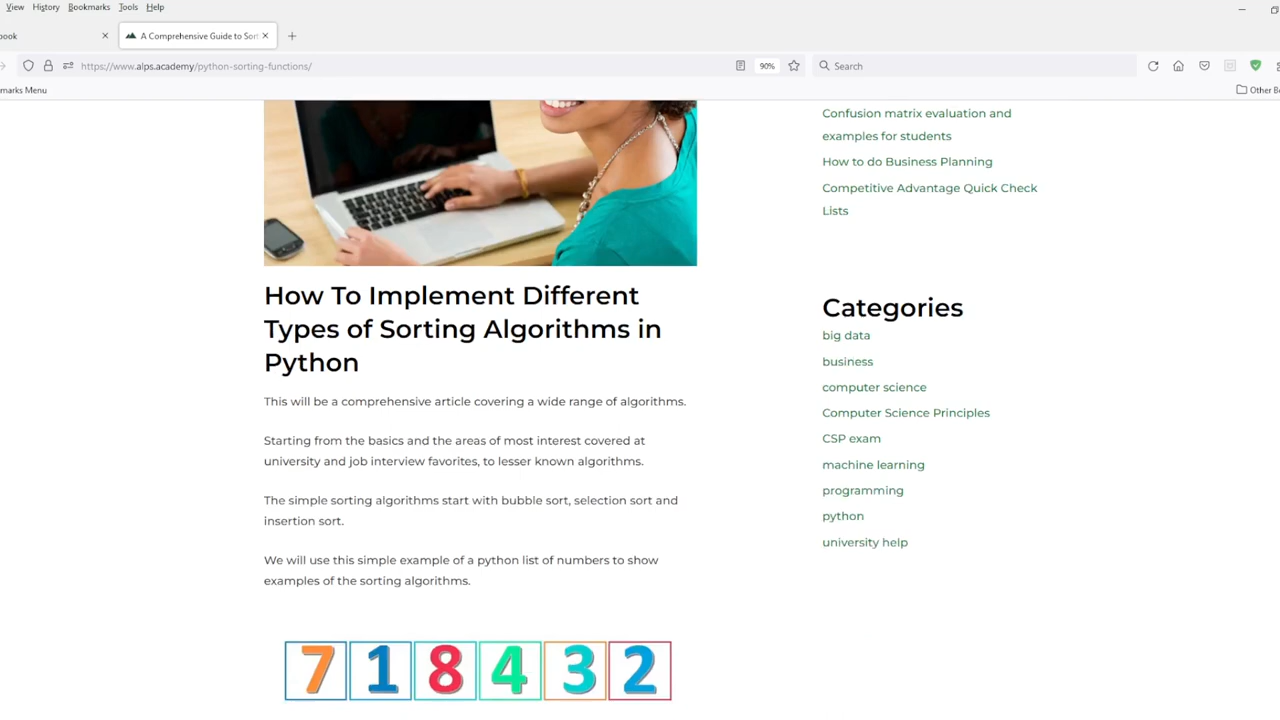 View History Bookmarks Tools Help
A Comprehensive Guide to Sor
https://www.alps.academy/python-sorting-functions/
90%
Search
marks Menu
Other B
Confusion matrix evaluation and
examples for students
How to do Business Planning
Competitive Advantage Quick Check
Lists
How To Implement Different
Types of Sorting Algorithms in
Python
This will be a comprehensive article covering a wide range of algorithms.
Starting from the basics and the areas of most interest covered at
university and job interview favorites, to lesser known algorithms.
The simple sorting algorithms start with bubble sort, selection sort and
insertion sort.
We will use this simple example of a python list of numbers to show
examples of the sorting algorithms.
7 1 8 4 3 2
Categories
big data
business
computer science
Computer Science Principles
CSP exam
machine learning
programming
python
university help